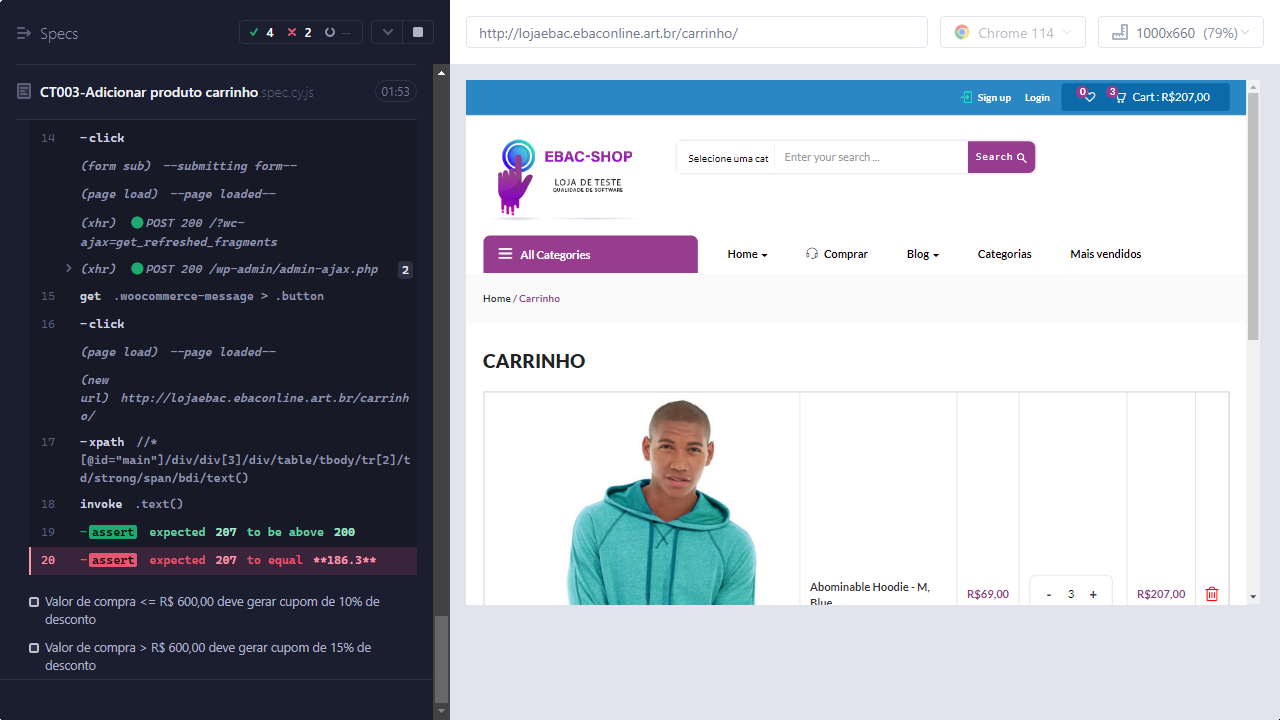 Specs
4
2
--
CT003-Adicionar produto carrinho.spec.cy.js
01:53
14 -click
(form sub) --submitting form--
(page load) --page loaded--
(xhr) POST 200 /?wc-
ajax=get_refreshed_fragments
(xhr) POST 200 /wp-admin/admin-ajax.php 2
15 get .woocommerce-message > .button
16 -click
(page load) --page loaded--
(new
url) http://lojaebac.ebaconline.art.br/carrinh
o/
17 -xpath //*
[@id="main"]/div/div[3]/div/table/tbody/tr[2]/t
d/strong/span/bdi/text()
18 invoke .text()
19 -assert expected 207 to be above 200
20 -assert expected 207 to equal **186.3**
Valor de compra <= R$ 600,00 deve gerar cupom de 10% de
desconto
Valor de compra > R$ 600,00 deve gerar cupom de 15% de
desconto
http://lojaebac.ebaconline.art.br/carrinho/
Chrome 114
1000x660 (79%)
Sign up
Login
0
3
Cart : R$207,00
EBAC-SHOP
LOJA DE TESTE
QUALIDADE DE SOFTWARE
Selecione uma cat
Enter your search ...
Search
All Categories
Home
Comprar
Blog
Categorias
Mais vendidos
Home / Carrinho
CARRINHO
Abominable Hoodie - M,
Blue
R$69,00
- 3 +
R$207,00